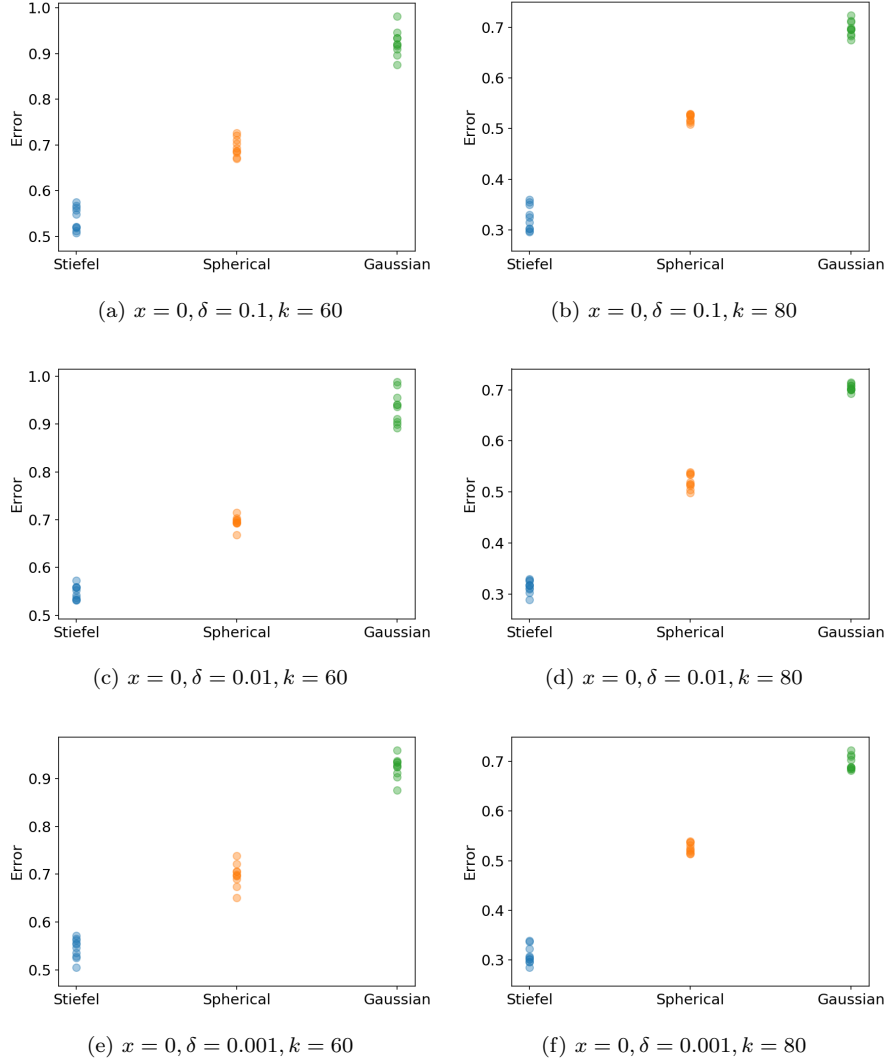 1.0
0.9
0.8
0.7
0.6
0.5
Error
Stiefel Spherical Gaussian
(a) x = 0, δ = 0.1, k = 60
0.7
0.6
0.5
0.4
0.3
Error
Stiefel Spherical Gaussian
(b) x = 0, δ = 0.1, k = 80
1.0
0.9
0.8
0.7
0.6
0.5
Error
Stiefel Spherical Gaussian
(c) x = 0, δ = 0.01, k = 60
0.7
0.6
0.5
0.4
0.3
Error
Stiefel Spherical Gaussian
(d) x = 0, δ = 0.01, k = 80
0.9
0.8
0.7
0.6
0.5
Error
Stiefel Spherical Gaussian
(e) x = 0, δ = 0.001, k = 60
0.7
0.6
0.5
0.4
0.3
Error
Stiefel Spherical Gaussian
(f) x = 0, δ = 0.001, k = 80